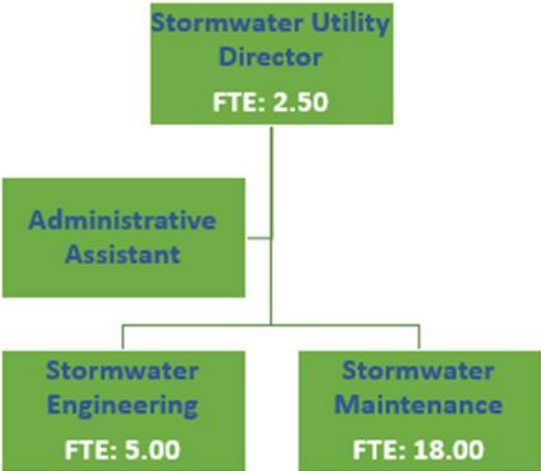 Stormwater Utility
Director
FTE: 2.50
Administrative
Assistant
Stormwater
Engineering
FTE: 5.00
Stormwater
Maintenance
FTE: 18.00